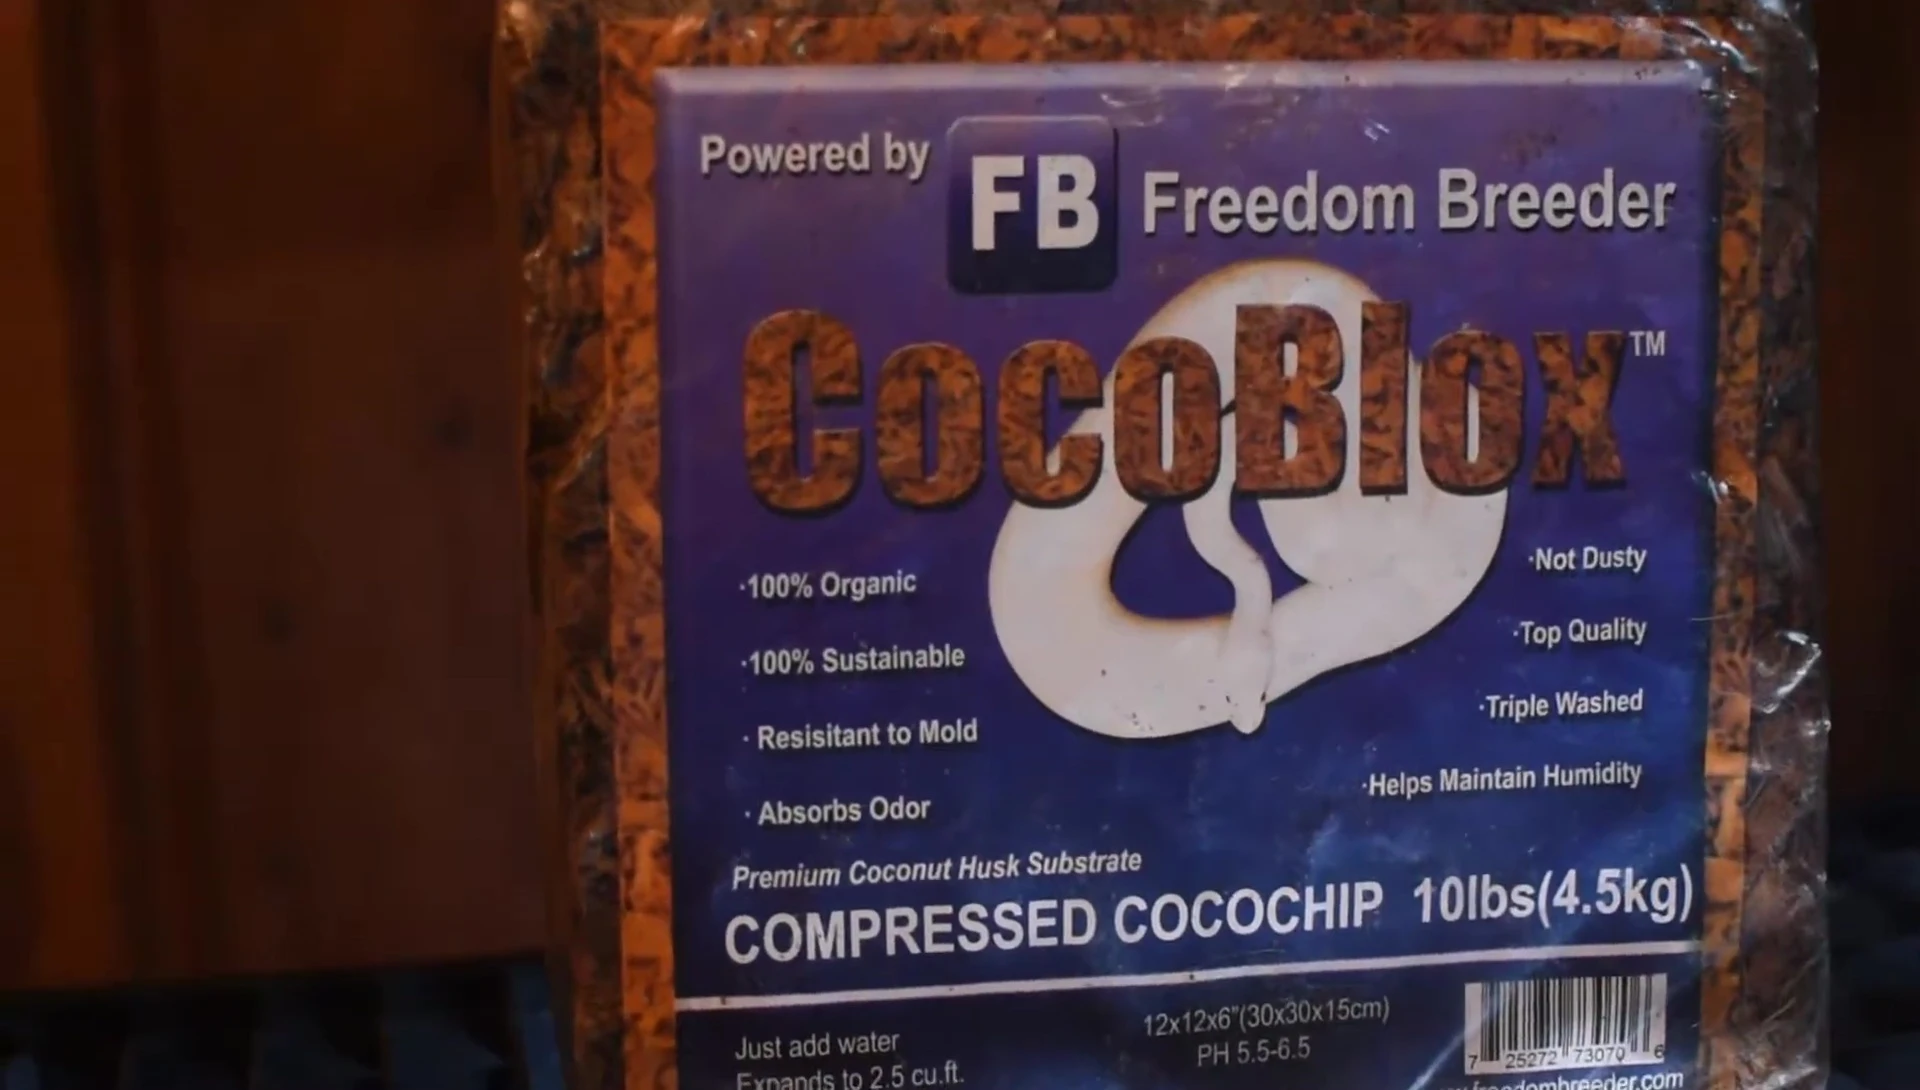 Powered by FB Freedom Breeder
CocoBlox™
·100% Organic
·100% Sustainable
· Resisitant to Mold
· Absorbs Odor
·Not Dusty
·Top Quality
·Triple Washed
·Helps Maintain Humidity
Premium Coconut Husk Substrate
COMPRESSED COCOCHIP 10lbs(4.5kg)
Just add water
Expands to 2.5 cu.ft.
12x12x6"(30x30x15cm)
PH 5.5-6.5
7 25272 73070 6
freedombreeder.com